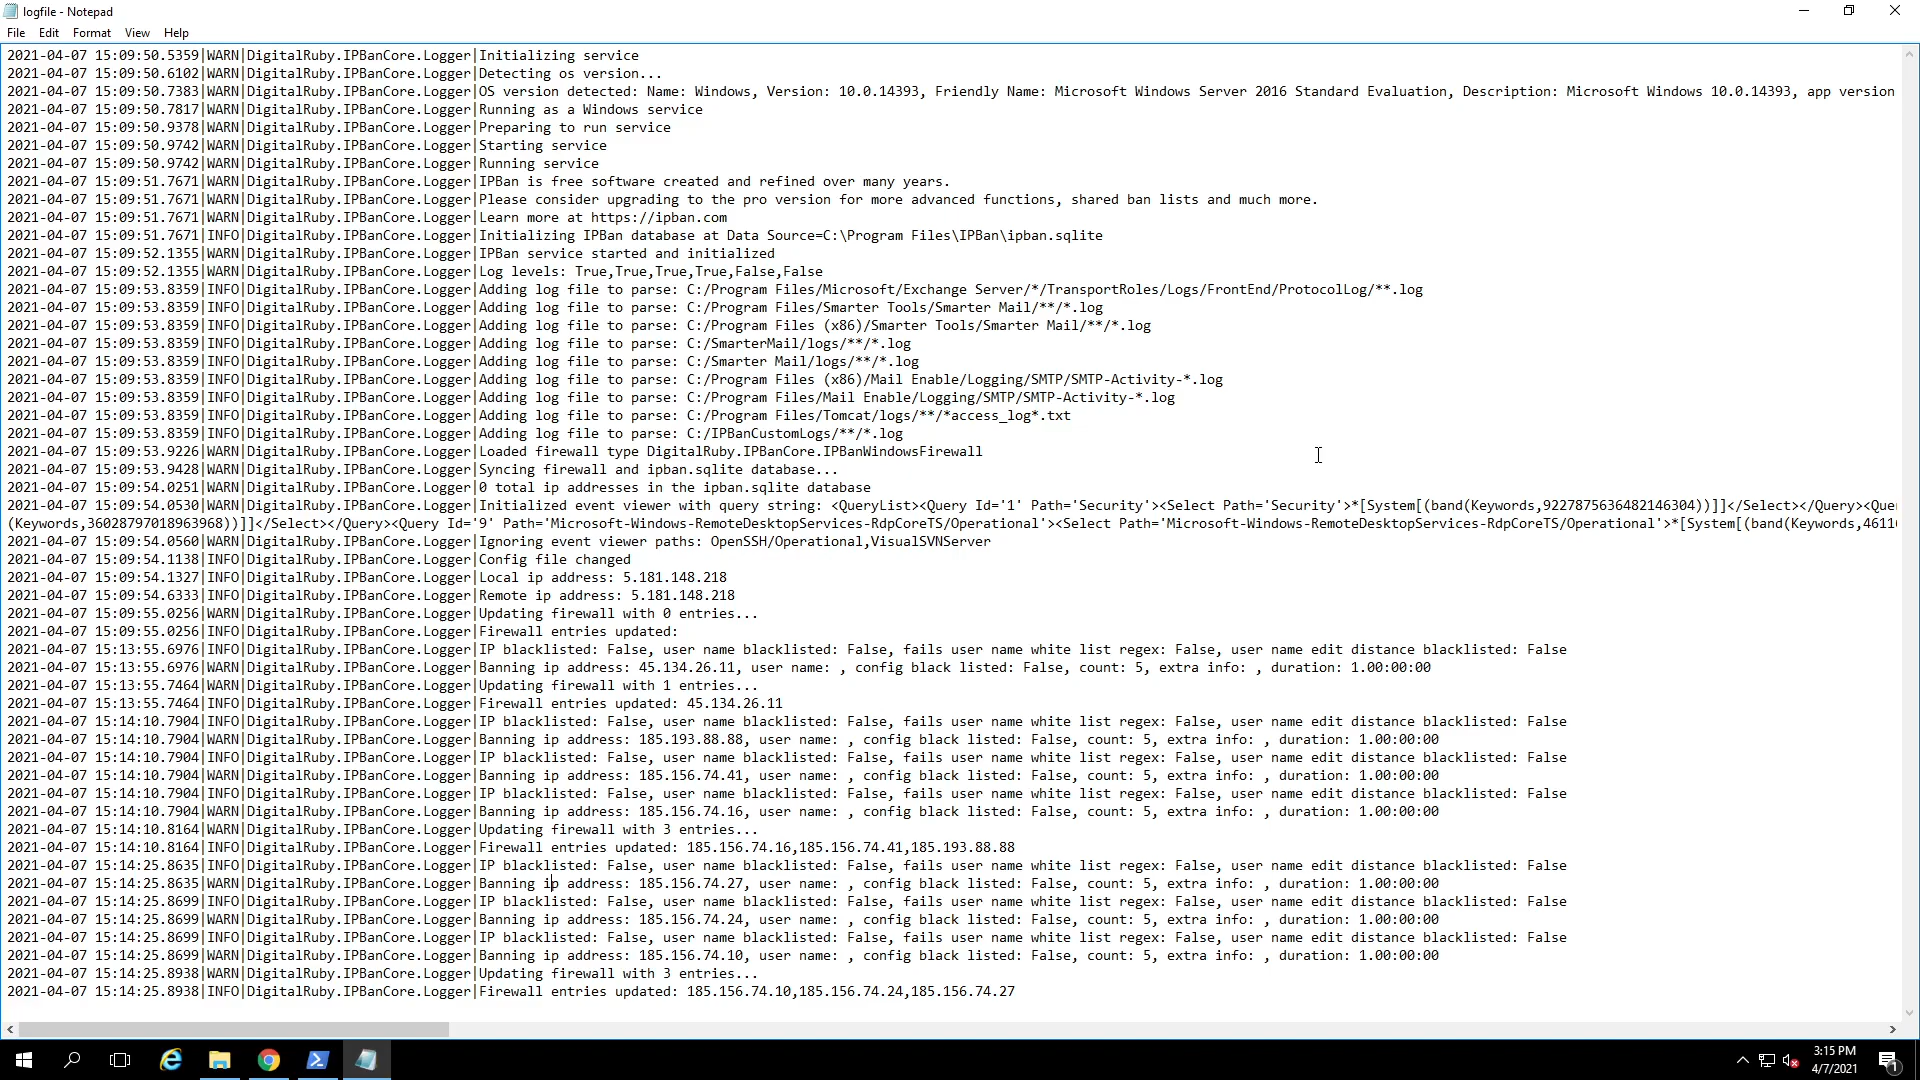 logfile - Notepad
File Edit Format View Help
2021-04-07 15:09:50.5359|WARN|DigitalRuby.IPBanCore.Logger|Initializing service
2021-04-07 15:09:50.6102|WARN|DigitalRuby.IPBanCore.Logger|Detecting os version...
2021-04-07 15:09:50.7383|WARN|DigitalRuby.IPBanCore.Logger|OS version detected: Name: Windows, Version: 10.0.14393, Friendly Name: Microsoft Windows Server 2016 Standard Evaluation, Description: Microsoft Windows 10.0.14393, app version
2021-04-07 15:09:50.7817|WARN|DigitalRuby.IPBanCore.Logger|Running as a Windows service
2021-04-07 15:09:50.9378|WARN|DigitalRuby.IPBanCore.Logger|Preparing to run service
2021-04-07 15:09:50.9742|WARN|DigitalRuby.IPBanCore.Logger|Starting service
2021-04-07 15:09:50.9742|WARN|DigitalRuby.IPBanCore.Logger|Running service
2021-04-07 15:09:51.7671|WARN|DigitalRuby.IPBanCore.Logger|IPBan is free software created and refined over many years.
2021-04-07 15:09:51.7671|WARN|DigitalRuby.IPBanCore.Logger|Please consider upgrading to the pro version for more advanced functions, shared ban lists and much more.
2021-04-07 15:09:51.7671|WARN|DigitalRuby.IPBanCore.Logger|Learn more at https://ipban.com
2021-04-07 15:09:51.7671|INFO|DigitalRuby.IPBanCore.Logger|Initializing IPBan database at Data Source=C:\Program Files\IPBan\ipban.sqlite
2021-04-07 15:09:52.1355|WARN|DigitalRuby.IPBanCore.Logger|IPBan service started and initialized
2021-04-07 15:09:52.1355|WARN|DigitalRuby.IPBanCore.Logger|Log levels: True,True,True,True,False,False
2021-04-07 15:09:53.8359|INFO|DigitalRuby.IPBanCore.Logger|Adding log file to parse: C:/Program Files/Microsoft/Exchange Server/*/TransportRoles/Logs/FrontEnd/ProtocolLog/**.log
2021-04-07 15:09:53.8359|INFO|DigitalRuby.IPBanCore.Logger|Adding log file to parse: C:/Program Files/Smarter Tools/Smarter Mail/**/*.log
2021-04-07 15:09:53.8359|INFO|DigitalRuby.IPBanCore.Logger|Adding log file to parse: C:/Program Files (x86)/Smarter Tools/Smarter Mail/**/*.log
2021-04-07 15:09:53.8359|INFO|DigitalRuby.IPBanCore.Logger|Adding log file to parse: C:/SmarterMail/logs/**/*.log
2021-04-07 15:09:53.8359|INFO|DigitalRuby.IPBanCore.Logger|Adding log file to parse: C:/Smarter Mail/logs/**/*.log
2021-04-07 15:09:53.8359|INFO|DigitalRuby.IPBanCore.Logger|Adding log file to parse: C:/Program Files (x86)/Mail Enable/Logging/SMTP/SMTP-Activity-*.log
2021-04-07 15:09:53.8359|INFO|DigitalRuby.IPBanCore.Logger|Adding log file to parse: C:/Program Files/Mail Enable/Logging/SMTP/SMTP-Activity-*.log
2021-04-07 15:09:53.8359|INFO|DigitalRuby.IPBanCore.Logger|Adding log file to parse: C:/Program Files/Tomcat/logs/**/*access_log*.txt
2021-04-07 15:09:53.8359|INFO|DigitalRuby.IPBanCore.Logger|Adding log file to parse: C:/IPBanCustomLogs/**/*.log
2021-04-07 15:09:53.9226|WARN|DigitalRuby.IPBanCore.Logger|Loaded firewall type DigitalRuby.IPBanCore.IPBanWindowsFirewall
2021-04-07 15:09:53.9428|WARN|DigitalRuby.IPBanCore.Logger|Syncing firewall and ipban.sqlite database...
2021-04-07 15:09:54.0251|WARN|DigitalRuby.IPBanCore.Logger|0 total ip addresses in the ipban.sqlite database
2021-04-07 15:09:54.0530|WARN|DigitalRuby.IPBanCore.Logger|Initialized event viewer with query string: <QueryList><Query Id='1' Path='Security'><Select Path='Security'>*[System[(band(Keywords,9227875636482146304))]]</Select></Query><Que
(Keywords,36028797018963968))]]</Select></Query><Query Id='9' Path='Microsoft-Windows-RemoteDesktopServices-RdpCoreTS/Operational'><Select Path='Microsoft-Windows-RemoteDesktopServices-RdpCoreTS/Operational'>*[System[(band(Keywords,4611
2021-04-07 15:09:54.0560|WARN|DigitalRuby.IPBanCore.Logger|Ignoring event viewer paths: OpenSSH/Operational,VisualSVNServer
2021-04-07 15:09:54.1138|INFO|DigitalRuby.IPBanCore.Logger|Config file changed
2021-04-07 15:09:54.1327|INFO|DigitalRuby.IPBanCore.Logger|Local ip address: 5.181.148.218
2021-04-07 15:09:54.6333|INFO|DigitalRuby.IPBanCore.Logger|Remote ip address: 5.181.148.218
2021-04-07 15:09:55.0256|WARN|DigitalRuby.IPBanCore.Logger|Updating firewall with 0 entries...
2021-04-07 15:09:55.0256|INFO|DigitalRuby.IPBanCore.Logger|Firewall entries updated:
2021-04-07 15:13:55.6976|INFO|DigitalRuby.IPBanCore.Logger|IP blacklisted: False, user name blacklisted: False, fails user name white list regex: False, user name edit distance blacklisted: False
2021-04-07 15:13:55.6976|WARN|DigitalRuby.IPBanCore.Logger|Banning ip address: 45.134.26.11, user name: , config black listed: False, count: 5, extra info: , duration: 1.00:00:00
2021-04-07 15:13:55.7464|WARN|DigitalRuby.IPBanCore.Logger|Updating firewall with 1 entries...
2021-04-07 15:13:55.7464|INFO|DigitalRuby.IPBanCore.Logger|Firewall entries updated: 45.134.26.11
2021-04-07 15:14:10.7904|INFO|DigitalRuby.IPBanCore.Logger|IP blacklisted: False, user name blacklisted: False, fails user name white list regex: False, user name edit distance blacklisted: False
2021-04-07 15:14:10.7904|WARN|DigitalRuby.IPBanCore.Logger|Banning ip address: 185.193.88.88, user name: , config black listed: False, count: 5, extra info: , duration: 1.00:00:00
2021-04-07 15:14:10.7904|INFO|DigitalRuby.IPBanCore.Logger|IP blacklisted: False, user name blacklisted: False, fails user name white list regex: False, user name edit distance blacklisted: False
2021-04-07 15:14:10.7904|WARN|DigitalRuby.IPBanCore.Logger|Banning ip address: 185.156.74.41, user name: , config black listed: False, count: 5, extra info: , duration: 1.00:00:00
2021-04-07 15:14:10.7904|INFO|DigitalRuby.IPBanCore.Logger|IP blacklisted: False, user name blacklisted: False, fails user name white list regex: False, user name edit distance blacklisted: False
2021-04-07 15:14:10.7904|WARN|DigitalRuby.IPBanCore.Logger|Banning ip address: 185.156.74.16, user name: , config black listed: False, count: 5, extra info: , duration: 1.00:00:00
2021-04-07 15:14:10.8164|WARN|DigitalRuby.IPBanCore.Logger|Updating firewall with 3 entries...
2021-04-07 15:14:10.8164|INFO|DigitalRuby.IPBanCore.Logger|Firewall entries updated: 185.156.74.16,185.156.74.41,185.193.88.88
2021-04-07 15:14:25.8635|INFO|DigitalRuby.IPBanCore.Logger|IP blacklisted: False, user name blacklisted: False, fails user name white list regex: False, user name edit distance blacklisted: False
2021-04-07 15:14:25.8635|WARN|DigitalRuby.IPBanCore.Logger|Banning ip address: 185.156.74.27, user name: , config black listed: False, count: 5, extra info: , duration: 1.00:00:00
2021-04-07 15:14:25.8699|INFO|DigitalRuby.IPBanCore.Logger|IP blacklisted: False, user name blacklisted: False, fails user name white list regex: False, user name edit distance blacklisted: False
2021-04-07 15:14:25.8699|WARN|DigitalRuby.IPBanCore.Logger|Banning ip address: 185.156.74.24, user name: , config black listed: False, count: 5, extra info: , duration: 1.00:00:00
2021-04-07 15:14:25.8699|INFO|DigitalRuby.IPBanCore.Logger|IP blacklisted: False, user name blacklisted: False, fails user name white list regex: False, user name edit distance blacklisted: False
2021-04-07 15:14:25.8699|WARN|DigitalRuby.IPBanCore.Logger|Banning ip address: 185.156.74.10, user name: , config black listed: False, count: 5, extra info: , duration: 1.00:00:00
2021-04-07 15:14:25.8938|WARN|DigitalRuby.IPBanCore.Logger|Updating firewall with 3 entries...
2021-04-07 15:14:25.8938|INFO|DigitalRuby.IPBanCore.Logger|Firewall entries updated: 185.156.74.10,185.156.74.24,185.156.74.27
3:15 PM
4/7/2021
1